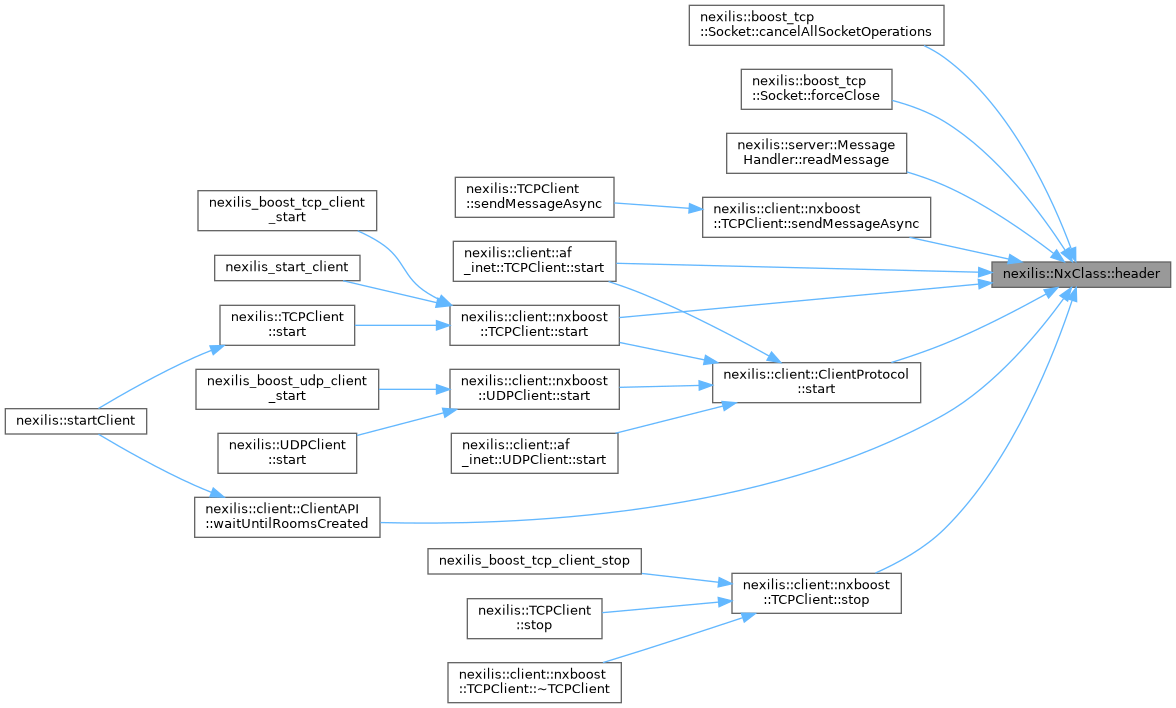 nexilis::boost_tcp
::Socket::cancelAllSocketOperations
nexilis::boost_tcp
::Socket::forceClose
nexilis::server::Message
Handler::readMessage
nexilis::TCPClient
::sendMessageAsync
nexilis_boost_tcp_client
_start
nexilis::client::nxboost
::TCPClient::sendMessageAsync
nexilis::client::af
_inet::TCPClient::start
nexilis_start_client
nexilis::NxClass::header
nexilis::TCPClient
::start
nexilis::client::nxboost
::TCPClient::start
nexilis::client::ClientProtocol
::start
nexilis_boost_udp_client
_start
nexilis::client::nxboost
::UDPClient::start
nexilis::startClient
nexilis::UDPClient
::start
nexilis::client::af
_inet::UDPClient::start
nexilis::client::ClientAPI
::waitUntilRoomsCreated
nexilis_boost_tcp_client_stop
nexilis::client::nxboost
::TCPClient::stop
nexilis::TCPClient
::stop
nexilis::client::nxboost
::TCPClient::~TCPClient